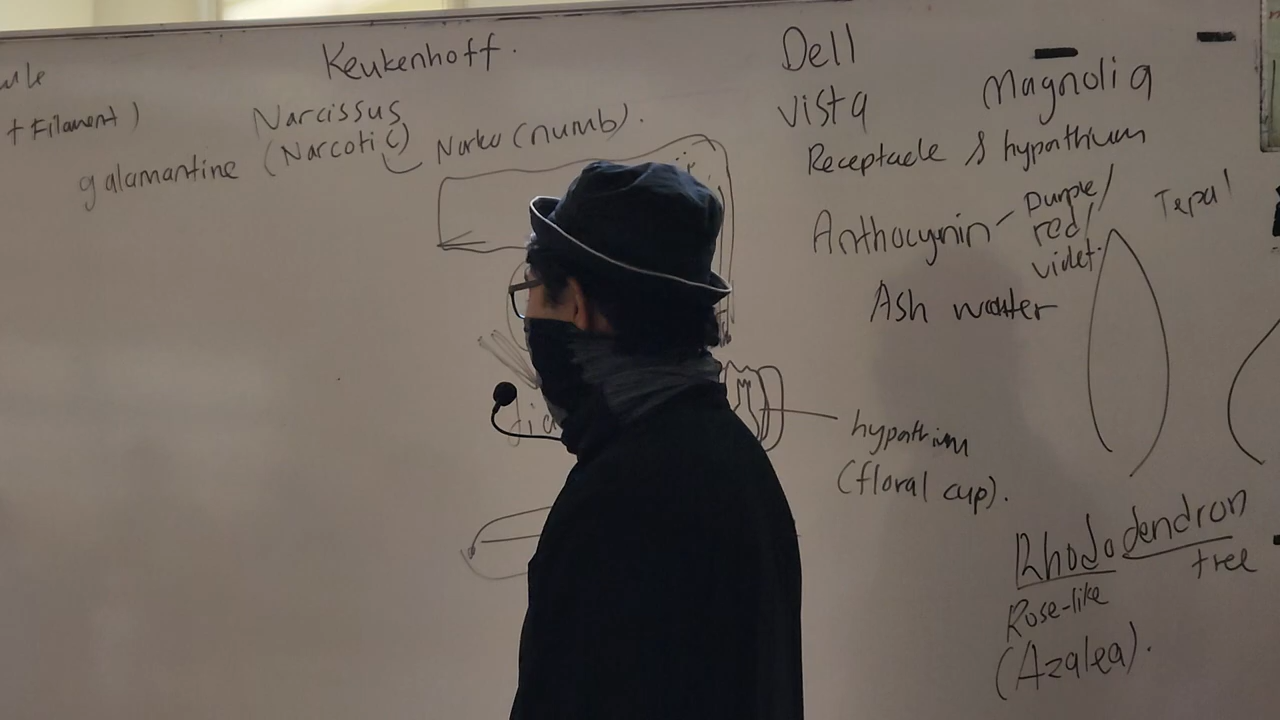 Keukenhoff.
+ Filament)
Narcissus
(Narcotic)
Narko (numb).
galamantine
Dell
Vista
Magnolia
Receptacle & hypathium
Anthocynin - purple/
red/
violet.
Tepal
Ash water
hypathium
(floral cup).
Rhododendron
tree
Rose-like
(Azalea).